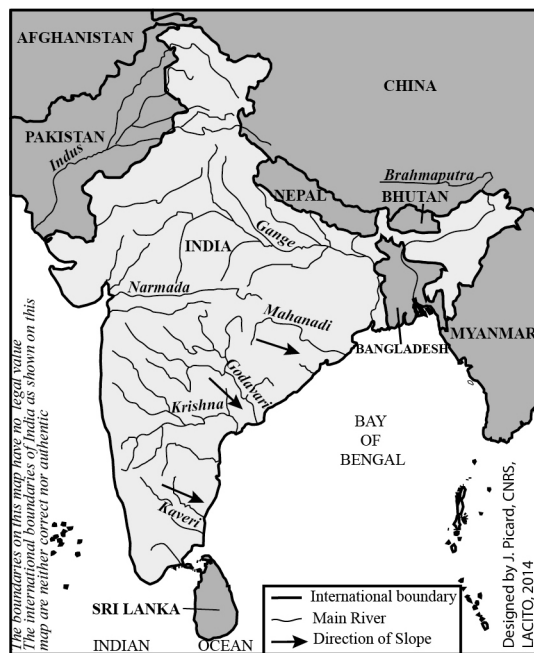 AFGHANISTAN
CHINA
PAKISTAN
Indus
Brahmaputra
NEPAL
BHUTAN
Gange
INDIA
Narmada
Mahanadi
MYANMAR
BANGLADESH
Godavari
Krishna
BAY
OF
BENGAL
Kaveri
SRI LANKA
INDIAN OCEAN
International boundary
Main River
Direction of Slope
The boundaries on this map have no legal value
The international boundaries of India as shown on this
map are neither correct nor authentic
Designed by J. Picard, CNRS,
LACITO, 2014